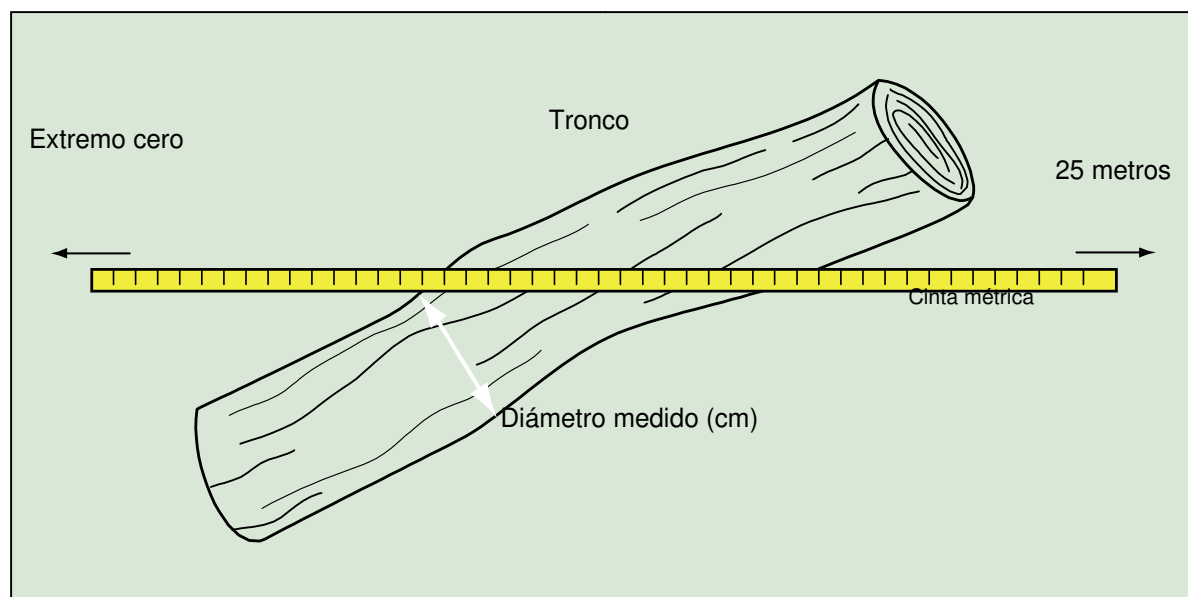 Tronco
Extremo cero
25 metros
Cinta métrica
Diámetro medido (cm)